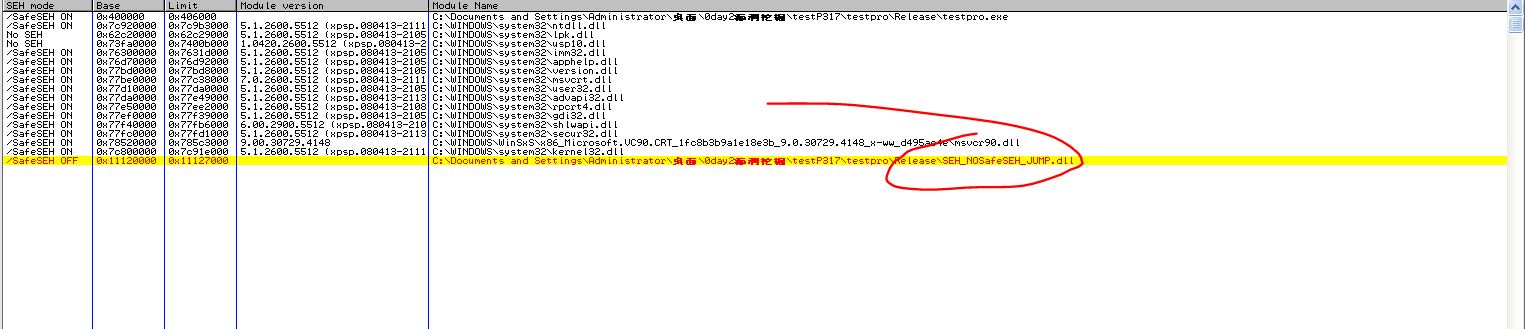 SEH mode Base Limit Module version Module Name
/SafeSEH ON 0x400000 0x406000 C:\Documents and Settings\Administrator\桌面\0day2漏洞挖掘\testP317\testpro\Release\testpro.exe
/SafeSEH ON 0x7c920000 0x7c9b3000 5.1.2600.5512 (xpsp.080413-2111 C:\WINDOWS\system32\ntdll.dll
No SEH 0x62c20000 0x62c29000 5.1.2600.5512 (xpsp.080413-2105 C:\WINDOWS\system32\lpk.dll
No SEH 0x73fa0000 0x7400b000 1.0420.2600.5512 (xpsp.080413-2 C:\WINDOWS\system32\usp10.dll
/SafeSEH ON 0x76300000 0x7631d000 5.1.2600.5512 (xpsp.080413-2105 C:\WINDOWS\system32\imm32.dll
/SafeSEH ON 0x76d70000 0x76d92000 5.1.2600.5512 (xpsp.080413-2105 C:\WINDOWS\system32\apphelp.dll
/SafeSEH ON 0x77bd0000 0x77bd8000 5.1.2600.5512 (xpsp.080413-2105 C:\WINDOWS\system32\version.dll
/SafeSEH ON 0x77be0000 0x77c38000 7.0.2600.5512 (xpsp.080413-2111 C:\WINDOWS\system32\msvcrt.dll
/SafeSEH ON 0x77d10000 0x77da0000 5.1.2600.5512 (xpsp.080413-2105 C:\WINDOWS\system32\user32.dll
/SafeSEH ON 0x77da0000 0x77e49000 5.1.2600.5512 (xpsp.080413-2113 C:\WINDOWS\system32\advapi32.dll
/SafeSEH ON 0x77e50000 0x77ee2000 5.1.2600.5512 (xpsp.080413-2108 C:\WINDOWS\system32\rpcrt4.dll
/SafeSEH ON 0x77ef0000 0x77f39000 5.1.2600.5512 (xpsp.080413-2105 C:\WINDOWS\system32\gdi32.dll
/SafeSEH ON 0x77f40000 0x77fb6000 6.00.2900.5512 (xpsp.080413-210 C:\WINDOWS\system32\shlwapi.dll
/SafeSEH ON 0x77fc0000 0x77fd1000 5.1.2600.5512 (xpsp.080413-2113 C:\WINDOWS\system32\secur32.dll
/SafeSEH ON 0x78520000 0x785c3000 9.00.30729.4148 C:\WINDOWS\WinSxS\x86_Microsoft.VC90.CRT_1fc8b3b9a1e18e3b_9.0.30729.4148_x-ww_d495ac4e\msvcr90.dll
/SafeSEH ON 0x7c800000 0x7c91e000 5.1.2600.5512 (xpsp.080413-2111 C:\WINDOWS\system32\kernel32.dll
/SafeSEH OFF 0x11120000 0x11127000 C:\Documents and Settings\Administrator\桌面\0day2漏洞挖掘\testP317\testpro\Release\SEH_NOSafeSEH_JUMP.dll